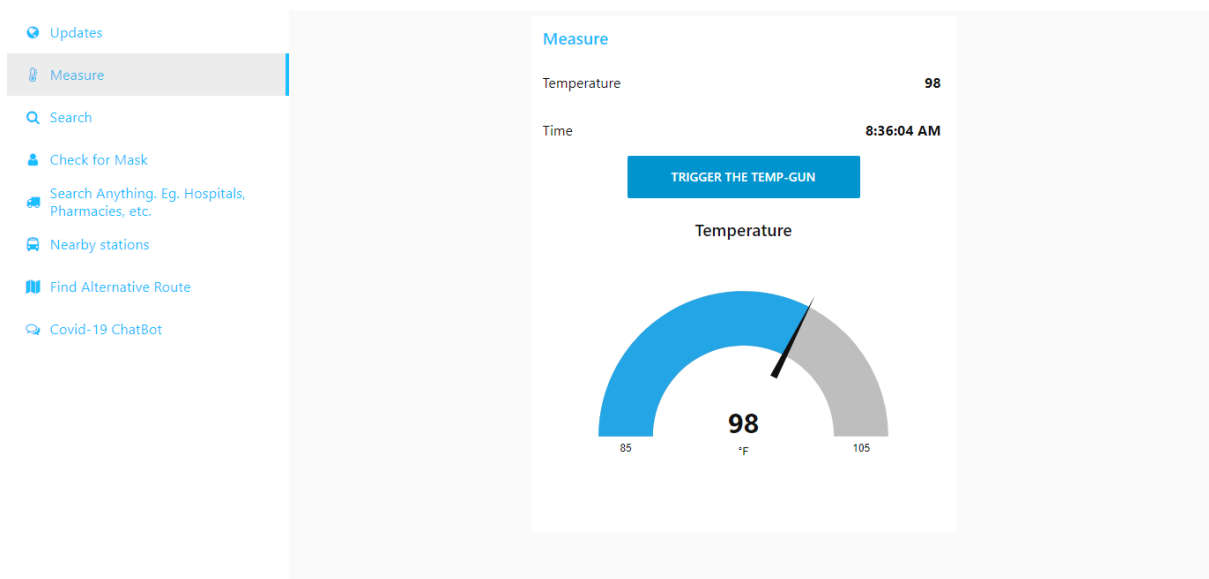 Updates
Measure
Search
Check for Mask
Search Anything, Eg. Hospitals,
Pharmacies, etc.
Nearby stations
Find Alternative Route
Covid-19 ChatBot
Measure
Temperature 98
Time 8:36:04 AM
TRIGGER THE TEMP-GUN
Temperature
98
85 °F 105